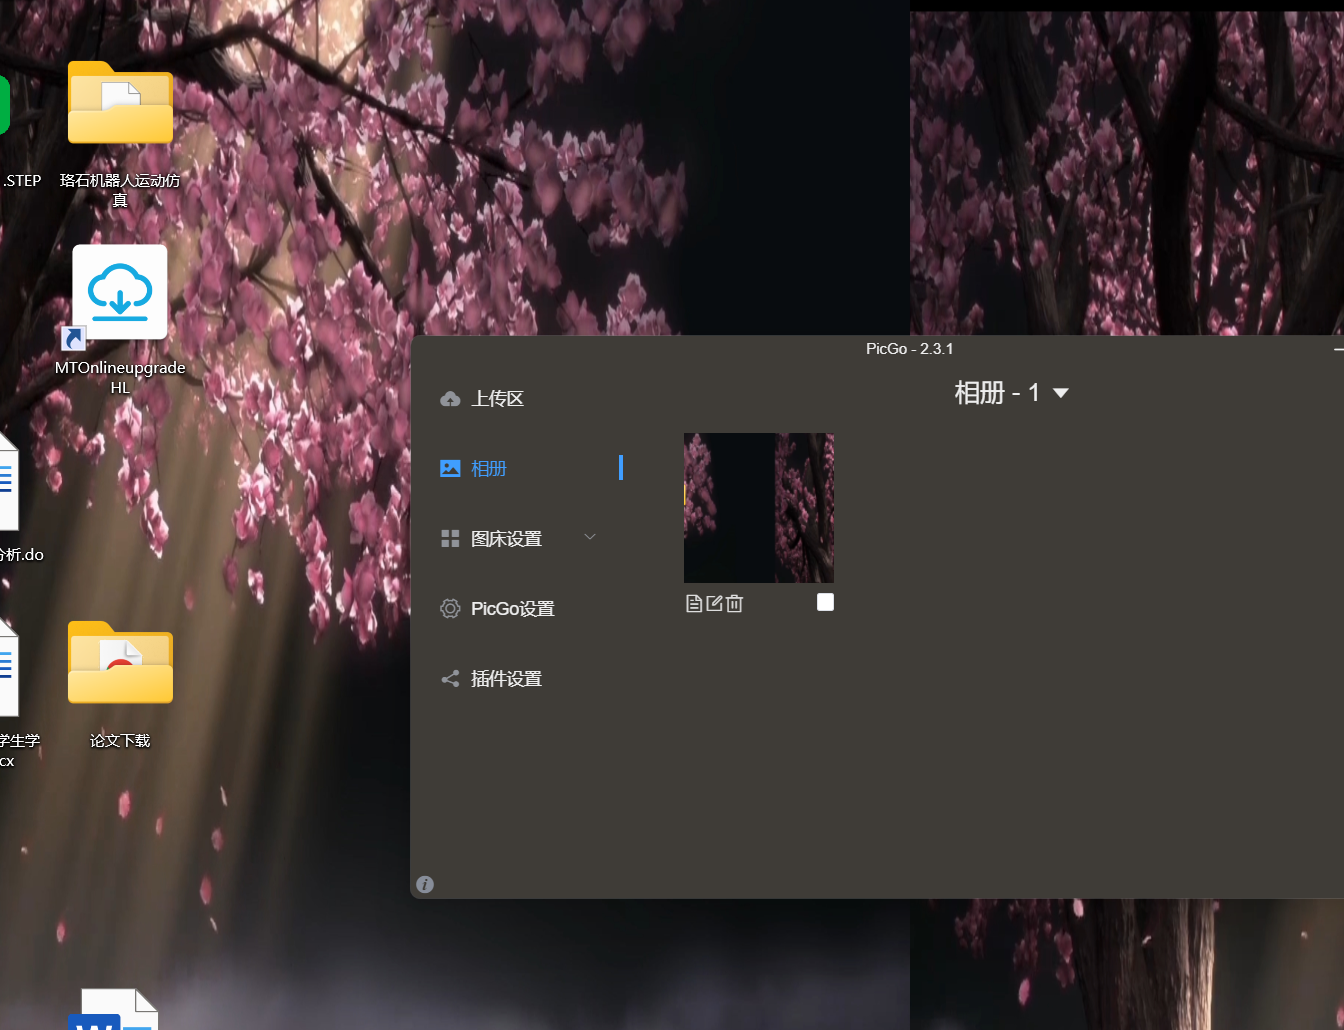 .STEP
珞石机器人运动仿
真
MTOnlineupgrade
HL
分析.do
学生学
cx
论文下载
PicGo - 2.3.1
相册 - 1
上传区
相册
图床设置
PicGo设置
插件设置